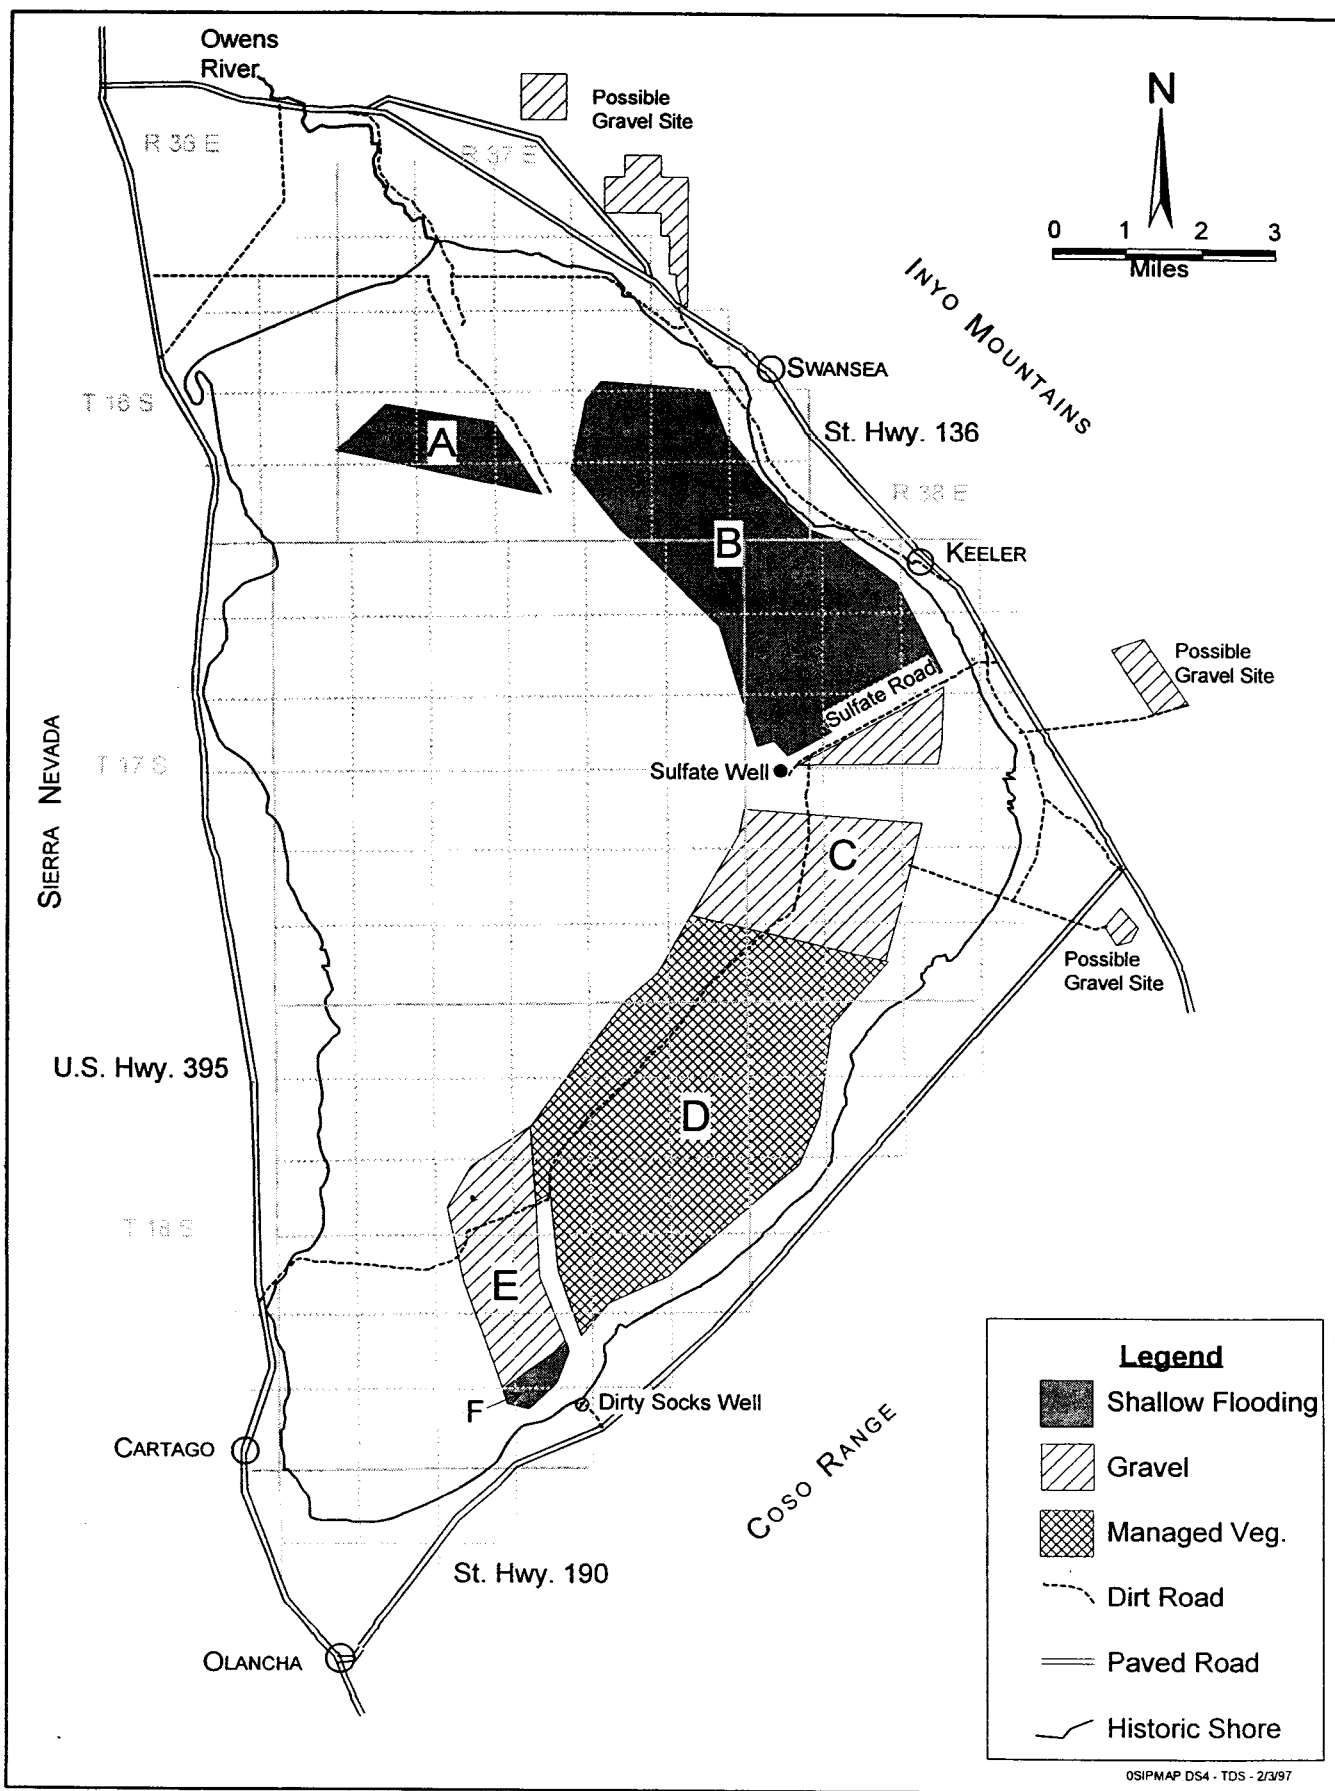 Owens
River
Possible
Gravel Site
N
R 36 E
R 37 E
0 1 2 3
Miles
INYO MOUNTAINS
SWANSEA
T 16 S
A
St. Hwy. 136
R 38 E
B
KEELER
Possible
Gravel Site
Sulfate Road
SIERRA NEVADA
T 17 S
Sulfate Well
C
Possible
Gravel Site
U.S. Hwy. 395
D
T 18 S
E
F
Dirty Socks Well
CARTAGO
COSO RANGE
St. Hwy. 190
OLANCHA
Legend
Shallow Flooding
Gravel
Managed Veg.
Dirt Road
Paved Road
Historic Shore
OSIPMAP DS4 - TDS - 2/3/97